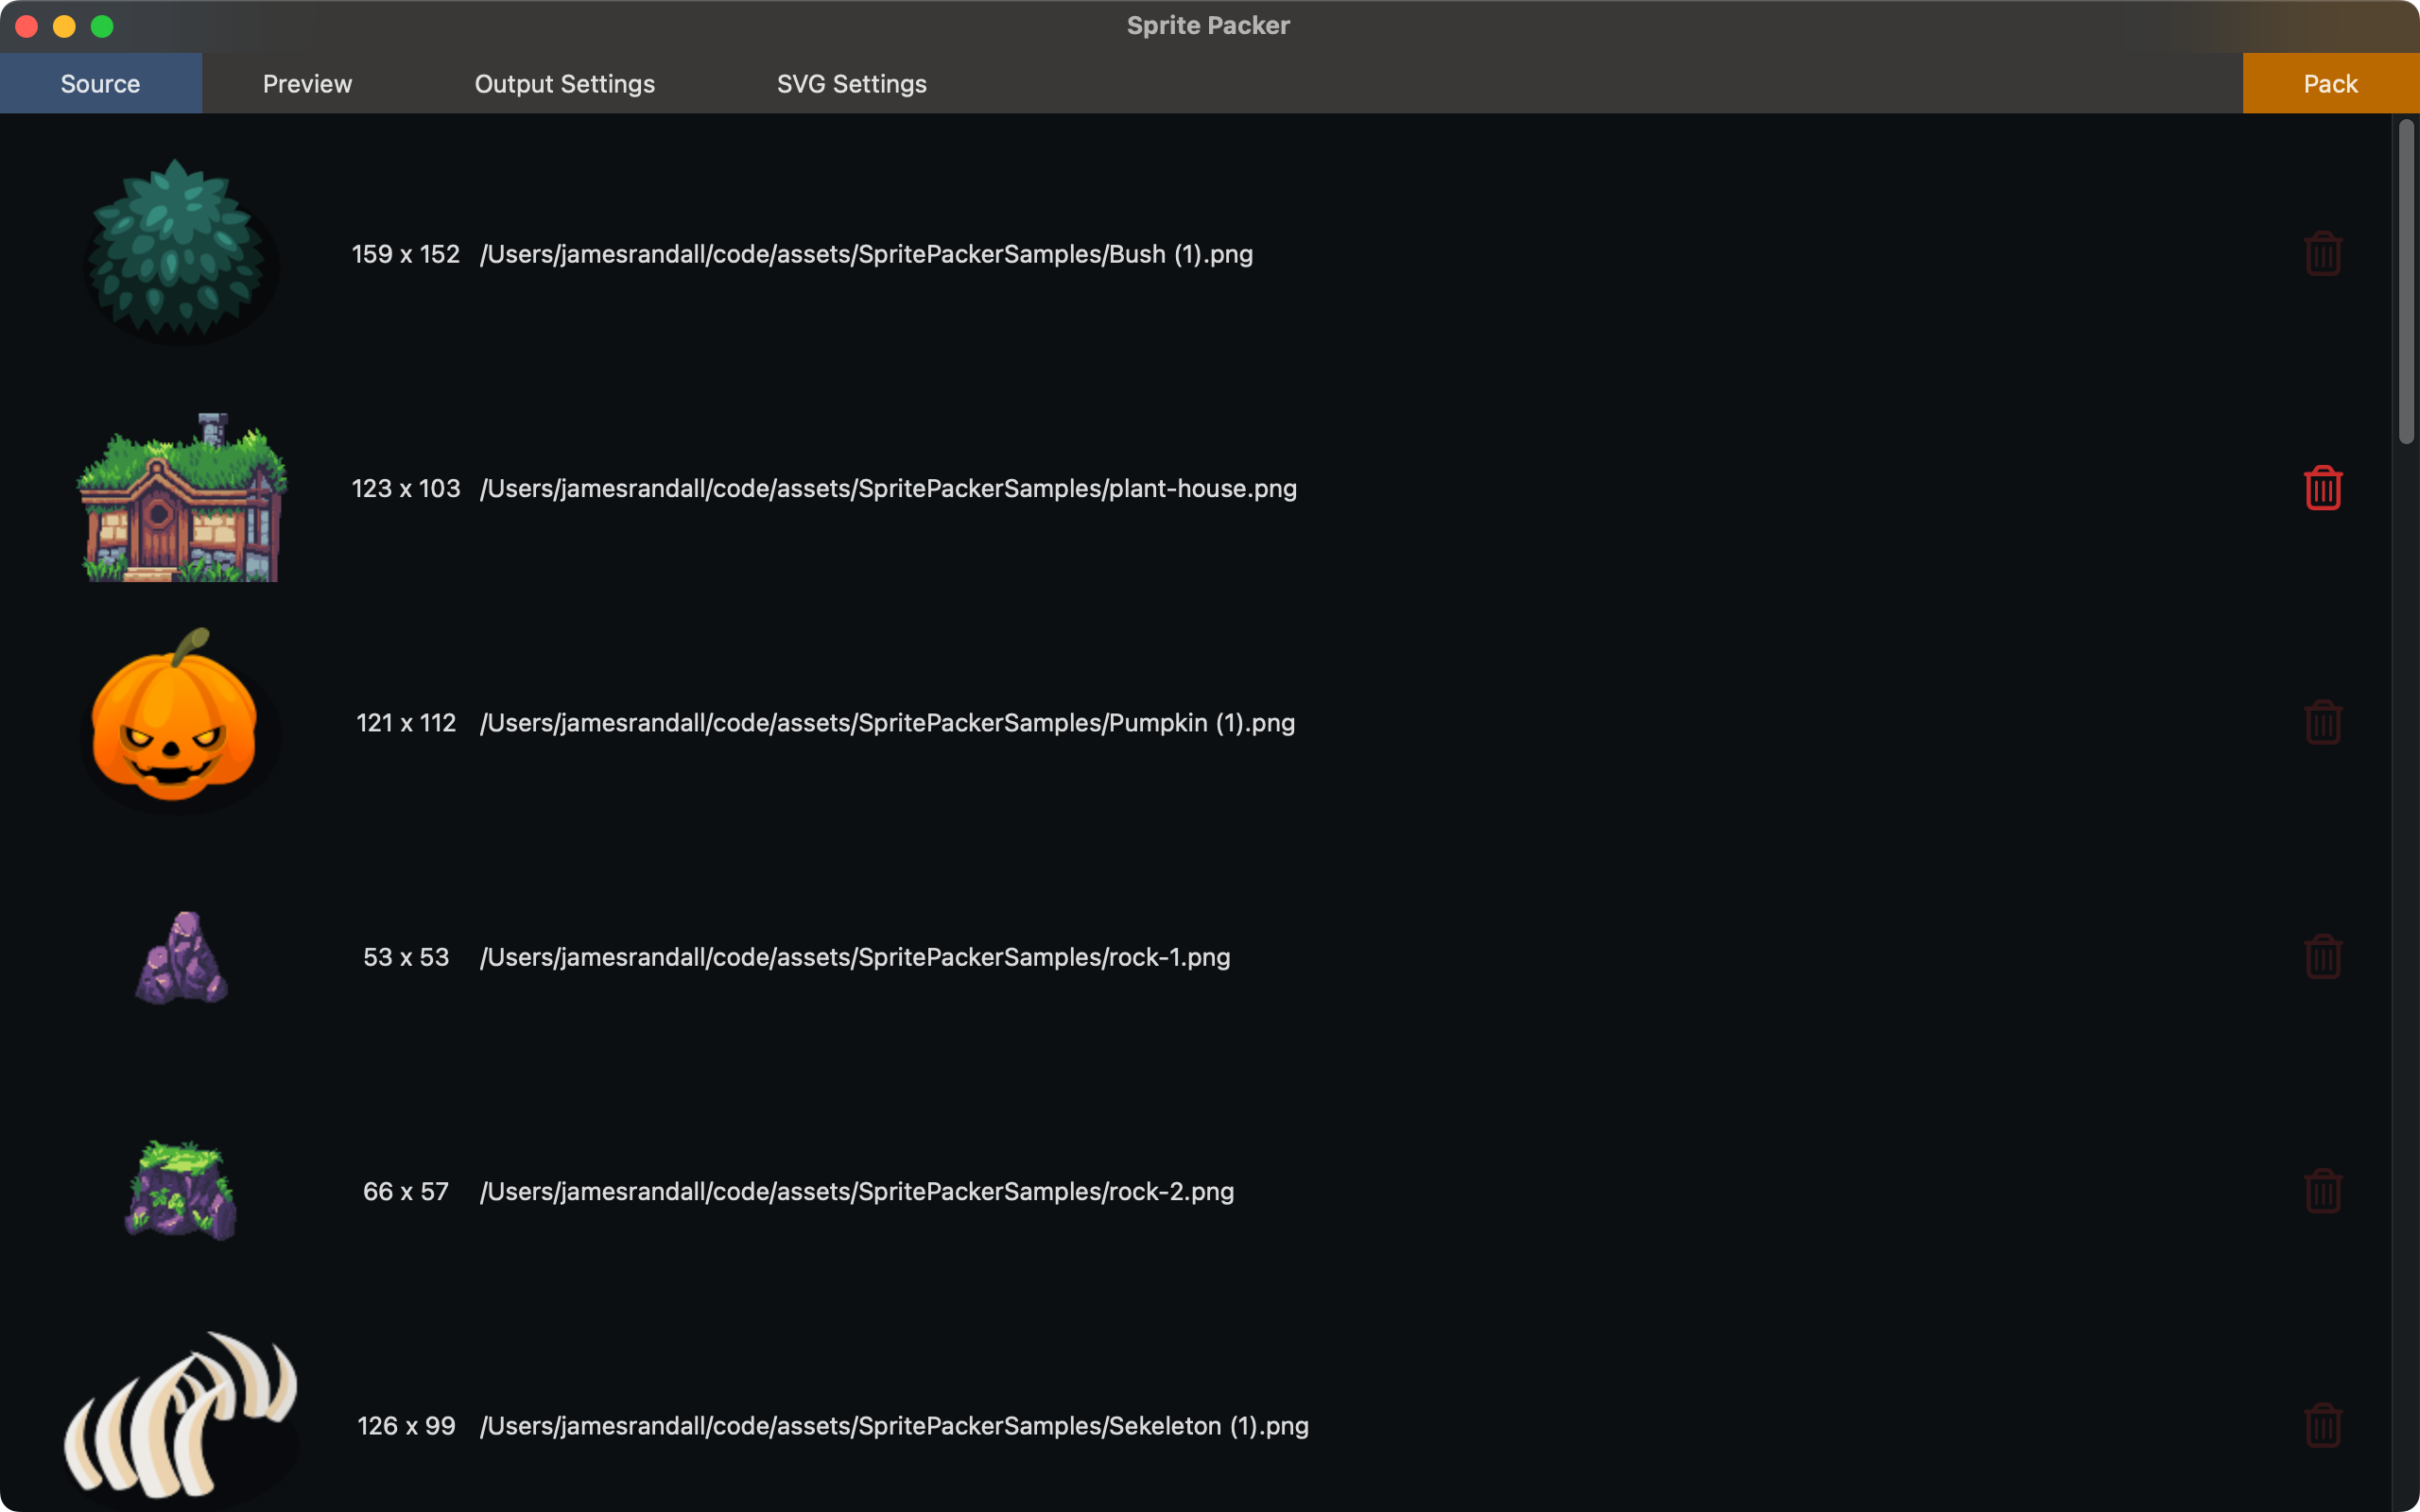 Sprite Packer
Source Preview Output Settings SVG Settings Pack
159 x 152 /Users/jamesrandall/code/assets/SpritePackerSamples/Bush (1).png
123 x 103 /Users/jamesrandall/code/assets/SpritePackerSamples/plant-house.png
121 x 112 /Users/jamesrandall/code/assets/SpritePackerSamples/Pumpkin (1).png
53 x 53 /Users/jamesrandall/code/assets/SpritePackerSamples/rock-1.png
66 x 57 /Users/jamesrandall/code/assets/SpritePackerSamples/rock-2.png
126 x 99 /Users/jamesrandall/code/assets/SpritePackerSamples/Sekeleton (1).png